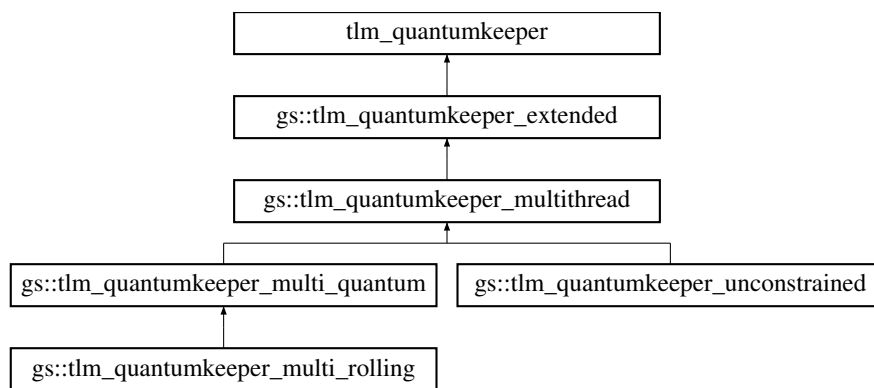 tlm_quantumkeeper
gs::tlm_quantumkeeper_extended
gs::tlm_quantumkeeper_multithread
gs::tlm_quantumkeeper_multi_quantum
gs::tlm_quantumkeeper_unconstrained
gs::tlm_quantumkeeper_multi_rolling